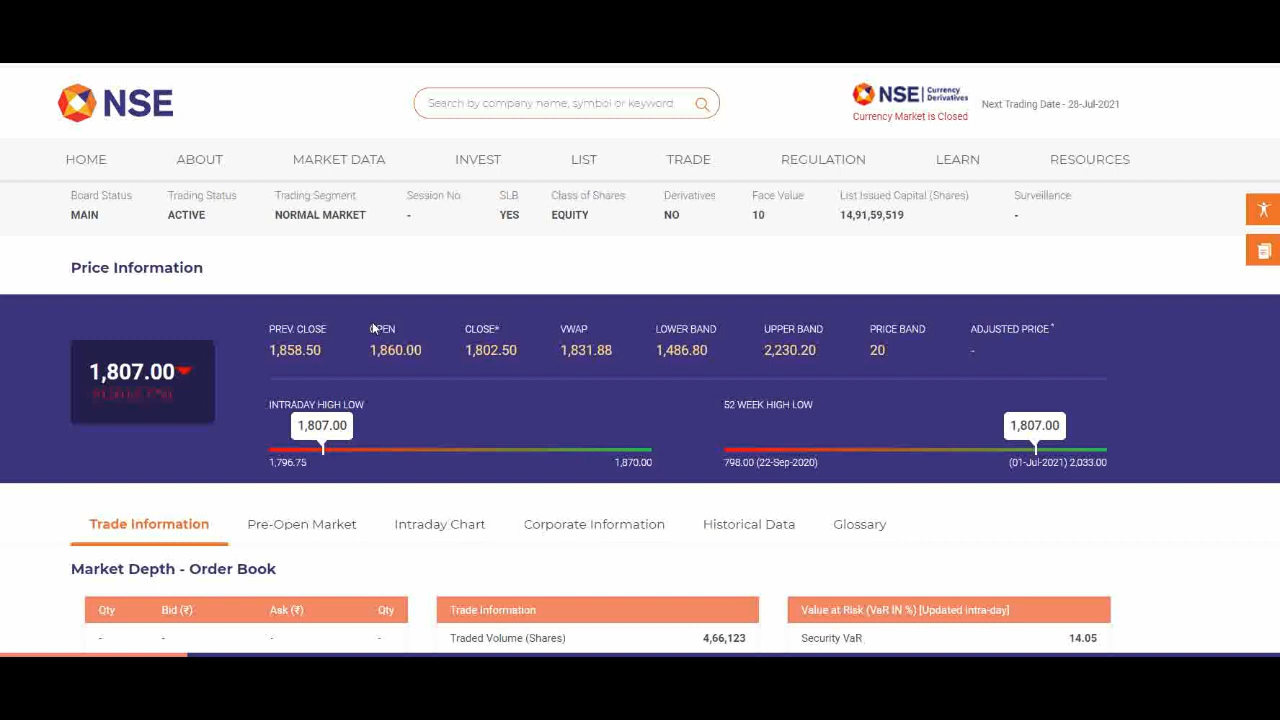 NSE
Search by company name, symbol or keyword
NSE | Currency Derivatives
Currency Market is Closed
Next Trading Date - 28-Jul-2021
HOME ABOUT MARKET DATA INVEST LIST TRADE REGULATION LEARN RESOURCES
Board Status Trading Status Trading Segment Session No. SLB Class of Shares Derivatives Face Value List Issued Capital (Shares) Surveillance
MAIN ACTIVE NORMAL MARKET - YES EQUITY NO 10 14,91,59,519 -
Price Information
PREV. CLOSE OPEN CLOSE* VWAP LOWER BAND UPPER BAND PRICE BAND ADJUSTED PRICE*
1,858.50 1,860.00 1,802.50 1,831.88 1,486.80 2,230.20 20 -
1,807.00
INTRADAY HIGH LOW 52 WEEK HIGH LOW
1,807.00 1,807.00
1,796.75 1,870.00 798.00 (22-Sep-2020) (01-Jul-2021) 2,033.00
Trade Information Pre-Open Market Intraday Chart Corporate Information Historical Data Glossary
Market Depth - Order Book
Qty Bid (₹) Ask (₹) Qty Trade Information Value at Risk (VaR IN %) [Updated intra-day]
- - - - Traded Volume (Shares) 4,66,123 Security VaR 14.05